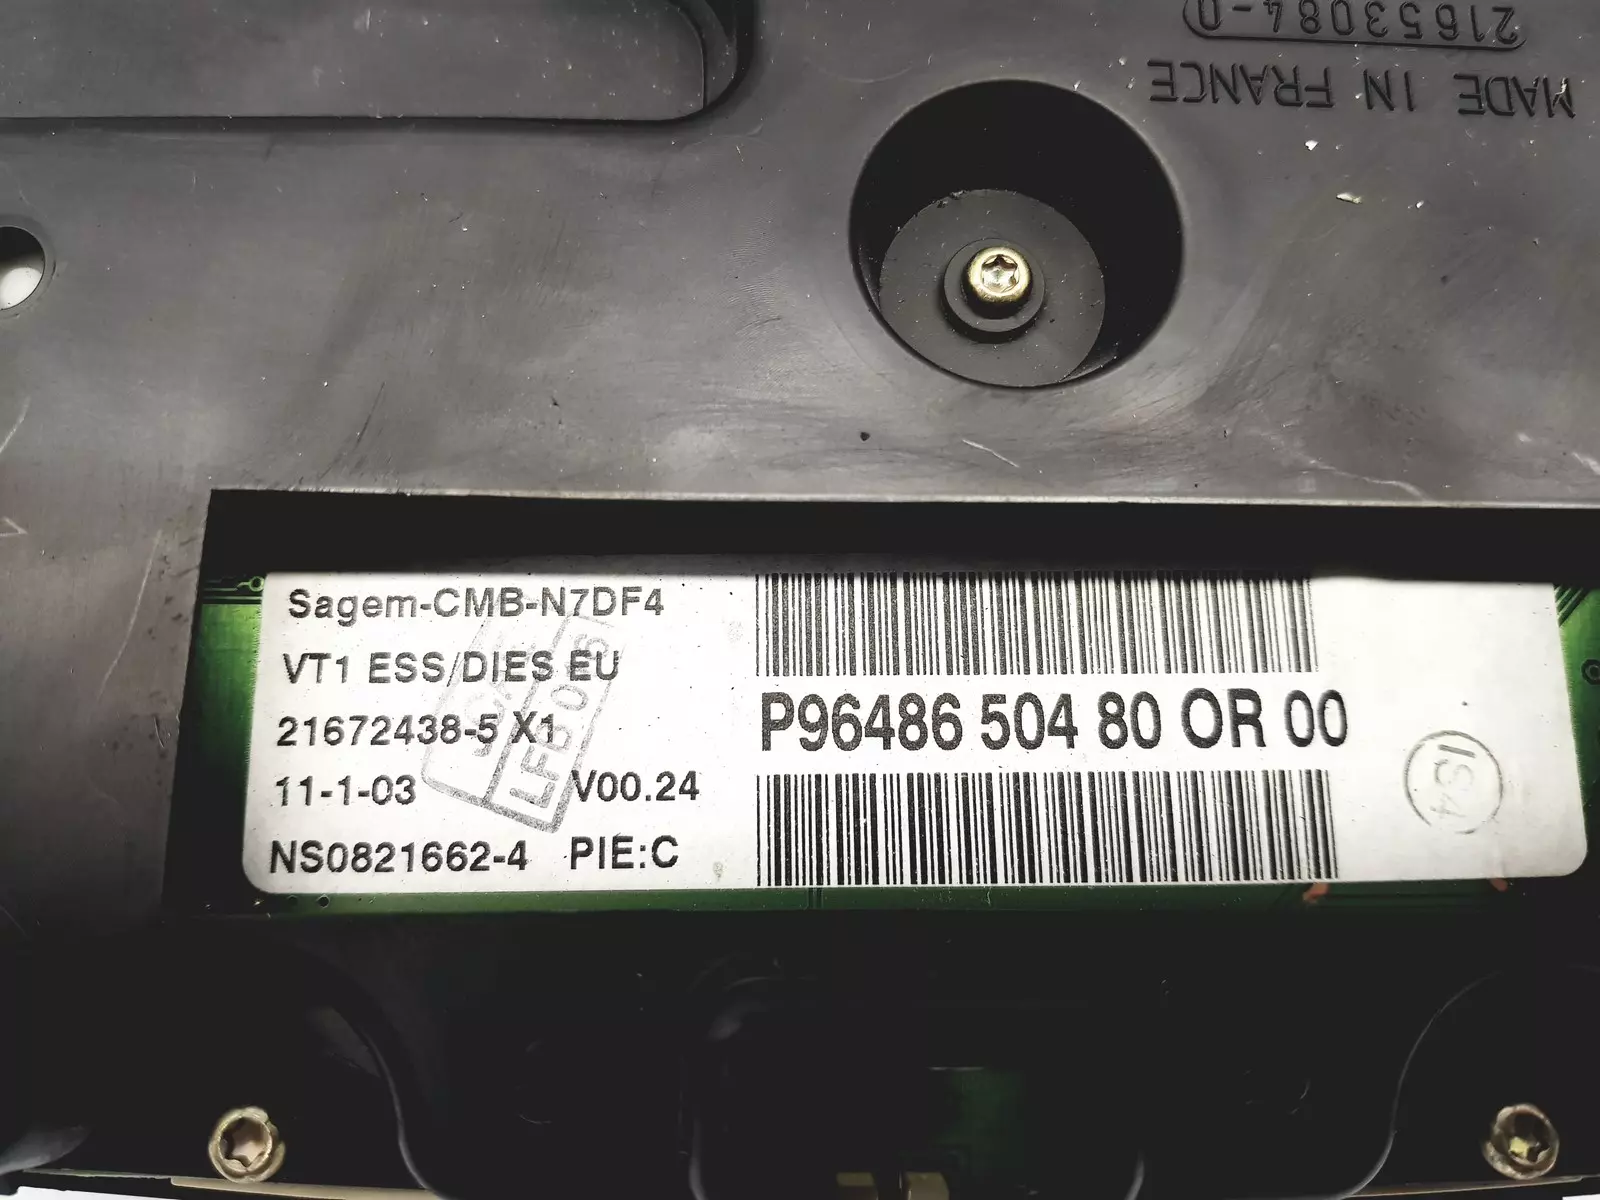 21653084-0
MADE IN FRANCE
Sagem-CMB-N7DF4
VT1 ESS/DIES EU
21672438-5 X1
11-1-03 V00.24
NS0821662-4 PIE:C
P96486 504 80 OR 00
IS4